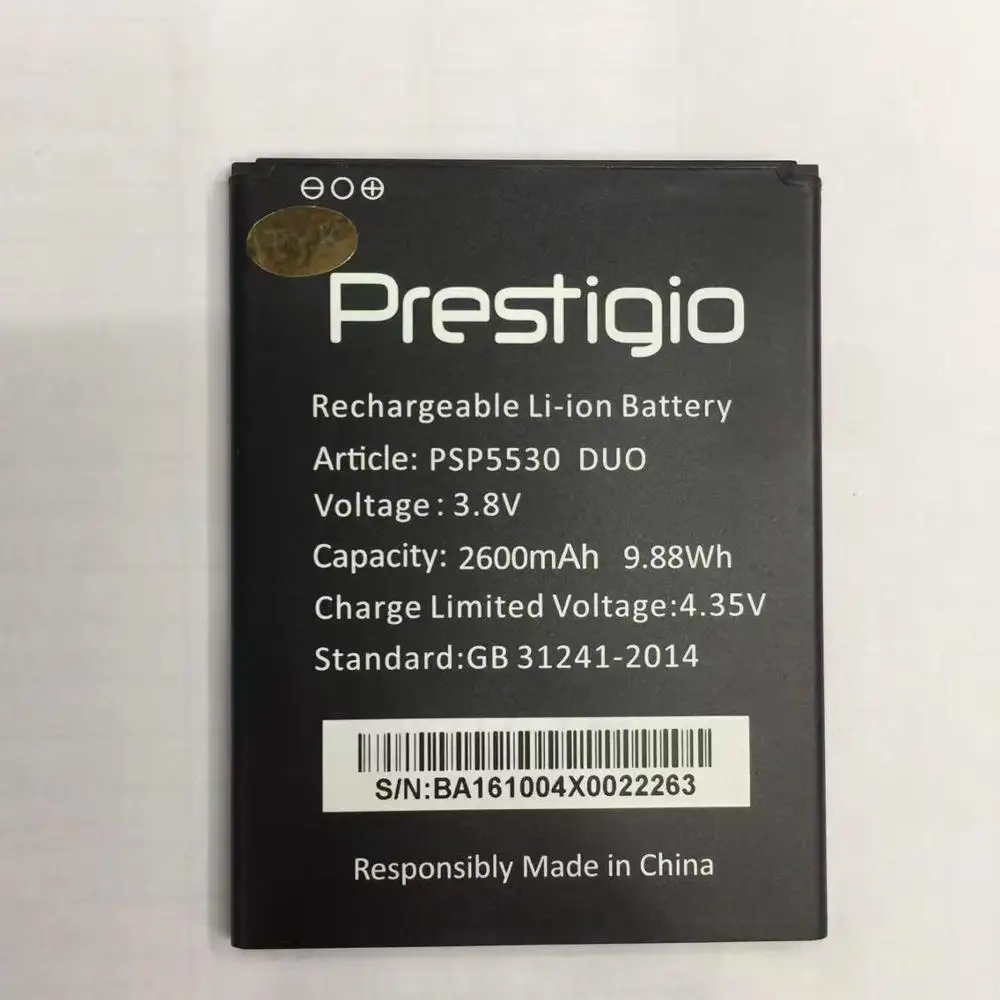 Prestigio
Rechargeable Li-ion Battery
Article: PSP5530 DUO
Voltage: 3.8V
Capacity: 2600mAh 9.88Wh
Charge Limited Voltage:4.35V
Standard:GB 31241-2014
S/N:BA161004X0022263
Responsibly Made in China